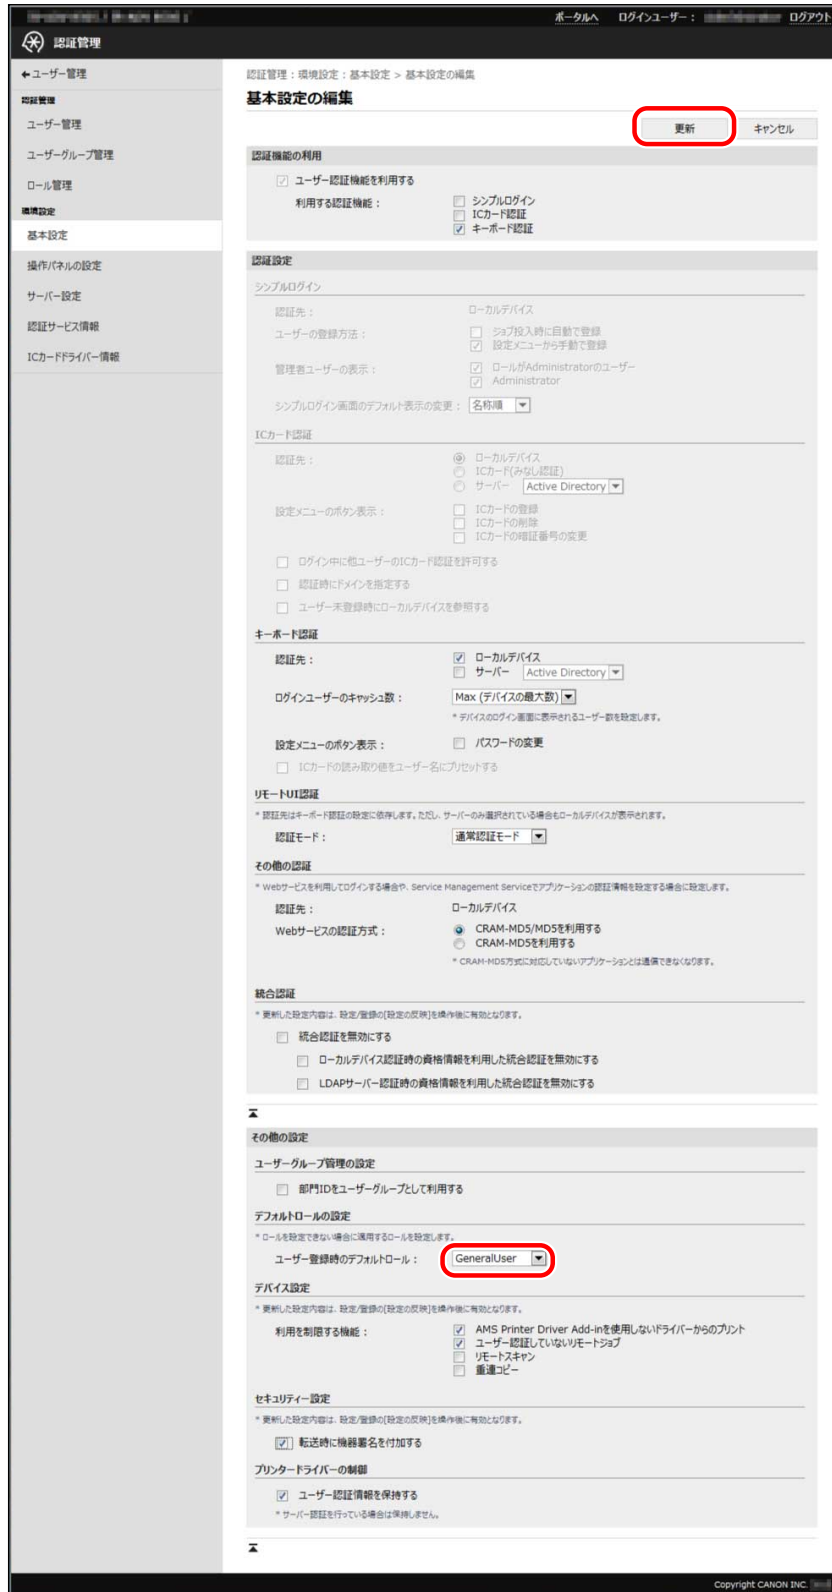 ポータルへ ログインユーザー： ログアウト
認証管理
ユーザー管理
認証管理
ユーザー管理
ユーザーグループ管理
ロール管理
環境設定
基本設定
操作パネルの設定
サーバー設定
認証サービス情報
ICカードドライバー情報
認証管理：環境設定：基本設定 > 基本設定の編集
基本設定の編集
更新 キャンセル
認証機能の利用
ユーザー認証機能を利用する
利用する認証機能： シンプルログイン
ICカード認証
キーボード認証
認証設定
シンプルログイン
認証先： ローカルデバイス
ユーザーの登録方法： ジョブ投入時に自動で登録
設定メニューから手動で登録
管理者ユーザーの表示： ロールがAdministratorのユーザー
Administrator
シンプルログイン画面のデフォルト表示の変更： 名称順
ICカード認証
認証先： ローカルデバイス
ICカード(みなし認証)
サーバー Active Directory
設定メニューのボタン表示： ICカードの登録
ICカードの削除
ICカードの暗証番号の変更
ログイン中に他ユーザーのICカード認証を許可する
認証時にドメインを指定する
ユーザー未登録時にローカルデバイスを参照する
キーボード認証
認証先： ローカルデバイス
サーバー Active Directory
ログインユーザーのキャッシュ数： Max (デバイスの最大数)
* デバイスのログイン画面に表示されるユーザー数を設定します。
設定メニューのボタン表示： パスワードの変更
ICカードの読み取り値をユーザー名にプリセットする
リモートUI認証
* 認証先はキーボード認証の設定に依存します。ただし、サーバーのみ選択されている場合もローカルデバイスが表示されます。
認証モード： 通常認証モード
その他の認証
* Webサービスを利用してログインする場合や、Service Management Serviceでアプリケーションの認証情報を設定する場合に設定します。
認証先： ローカルデバイス
Webサービスの認証方式： CRAM-MD5/MD5を利用する
CRAM-MD5を利用する
* CRAM-MD5方式に対応していないアプリケーションとは通信できなくなります。
統合認証
* 更新した設定内容は、設定/登録の[設定の反映]を操作後に有効となります。
統合認証を無効にする
ローカルデバイス認証時の資格情報を利用した統合認証を無効にする
LDAPサーバー認証時の資格情報を利用した統合認証を無効にする
その他の設定
ユーザーグループ管理の設定
部門IDをユーザーグループとして利用する
デフォルトロールの設定
* ロールを設定できない場合に適用するロールを設定します。
ユーザー登録時のデフォルトロール： GeneralUser
デバイス設定
* 更新した設定内容は、設定/登録の[設定の反映]を操作後に有効となります。
利用を制限する機能： AMS Printer Driver Add-inを使用しないドライバーからのプリント
ユーザー認証していないリモートジョブ
リモートスキャン
重連コピー
セキュリティー設定
* 更新した設定内容は、設定/登録の[設定の反映]を操作後に有効となります。
転送時に機器署名を付加する
プリンタードライバーの制御
ユーザー認証情報を保持する
* サーバー認証を行っている場合は保持しません。
Copyright CANON INC.